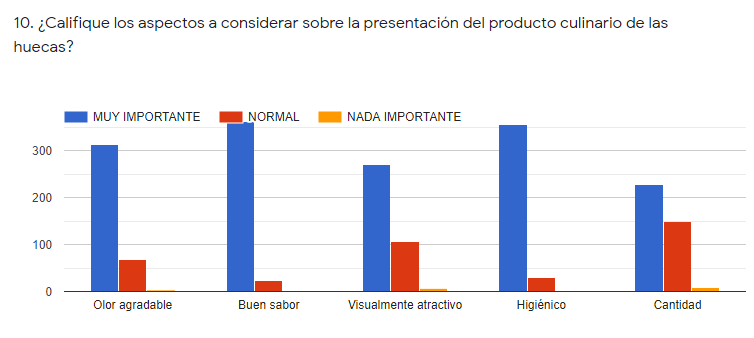 10. ¿Califique los aspectos a considerar sobre la presentación del producto culinario de las
huecas?
MUY IMPORTANTE NORMAL NADA IMPORTANTE
300
200
100
0
Olor agradable Buen sabor Visualmente atractivo Higiénico Cantidad